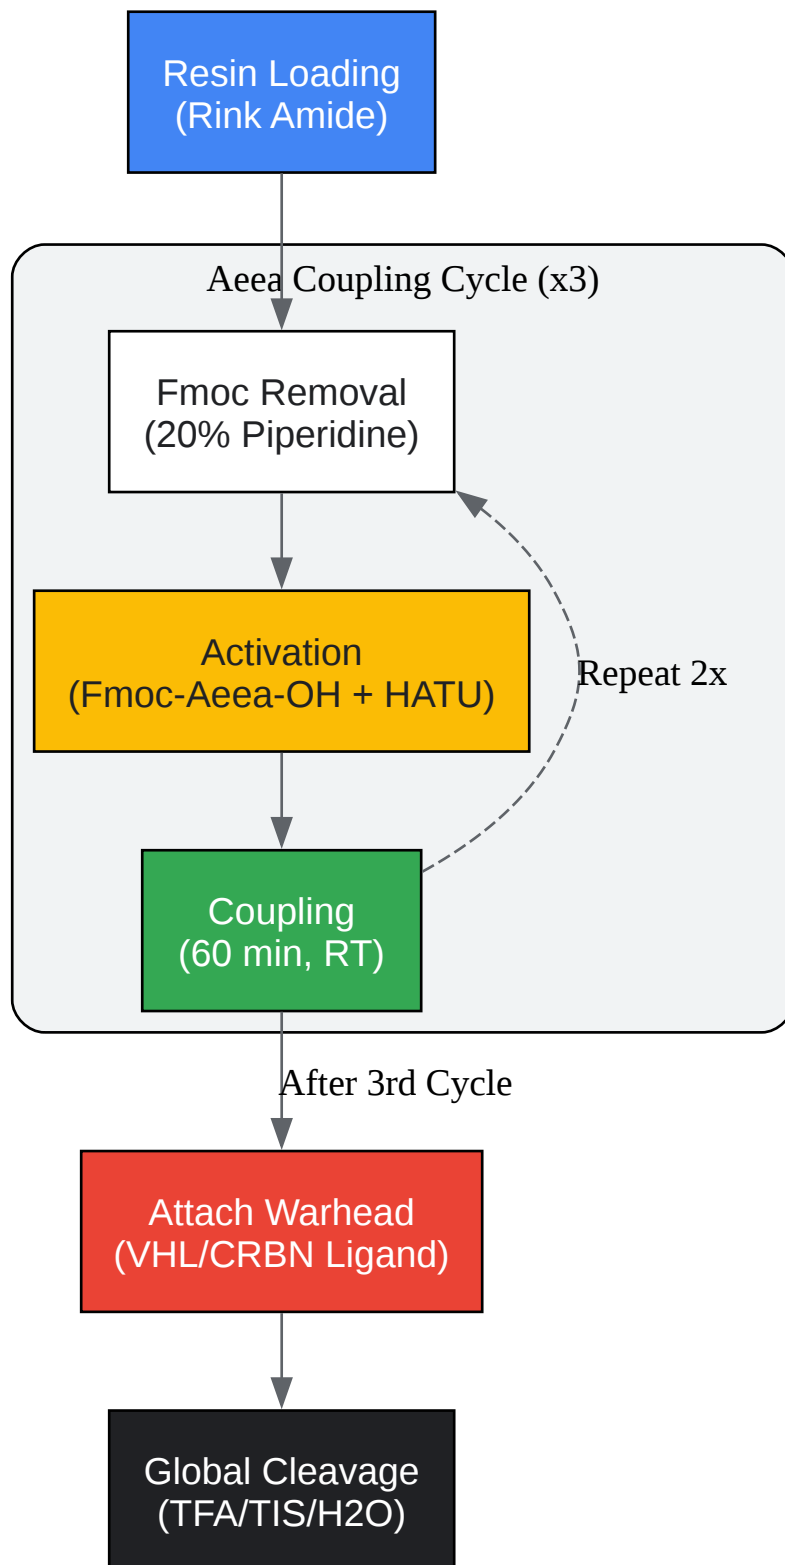 Resin Loading
(Rink Amide)
Aeea Coupling Cycle (x3)
Fmoc Removal
(20% Piperidine)
Activation
(Fmoc-Aeea-OH + HATU)
Repeat 2x
Coupling
(60 min, RT)
After 3rd Cycle
Attach Warhead
(VHL/CRBN Ligand)
Global Cleavage
(TFA/TIS/H2O)